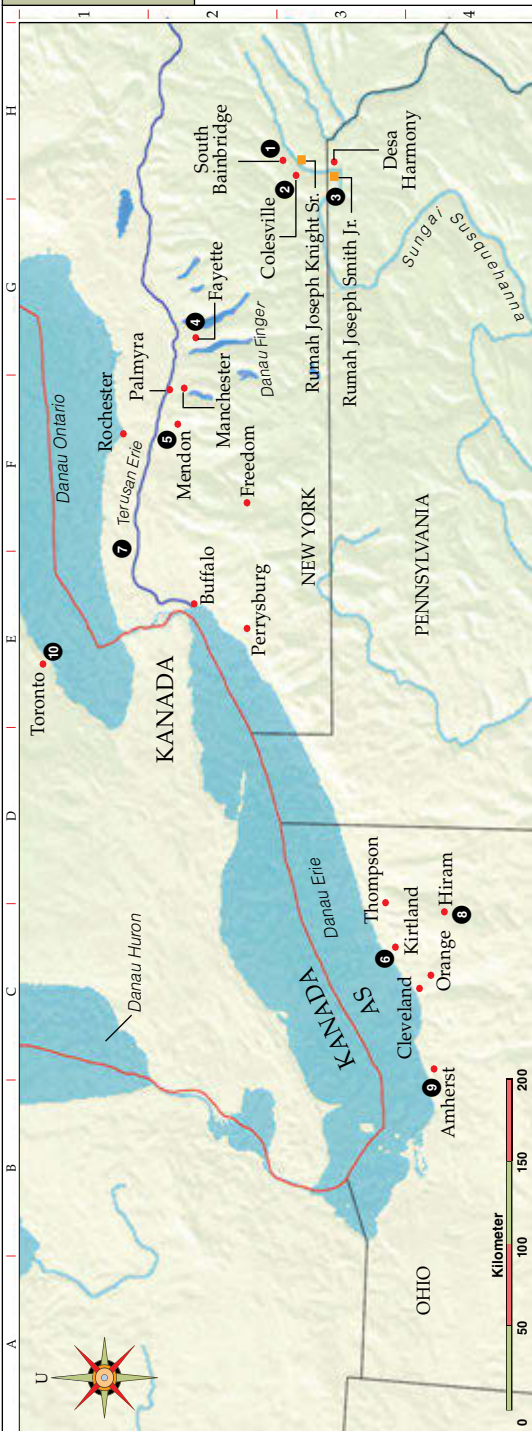 A
B
C
D
E
F
G
H
1
2
3
4
U
Danau Huron
Toronto
10
Danau Ontario
Rochester
KANADA
7
Terusan Erie
Palmyra
5
Mendon
Manchester
4
Fayette
Danau Finger
Buffalo
Perrysburg
Freedom
1
South
Bainbridge
2
Colesville
Rumah Joseph Knight Sr.
3
Rumah Joseph Smith Jr.
Desa
Harmony
NEW YORK
PENNSYLVANIA
Sungai
Susquehanna
Danau Erie
KANADA
AS
Thompson
6
Kirtland
Cleveland
Orange
Hiram
8
9
Amherst
OHIO
Kilometer
0
50
100
150
200